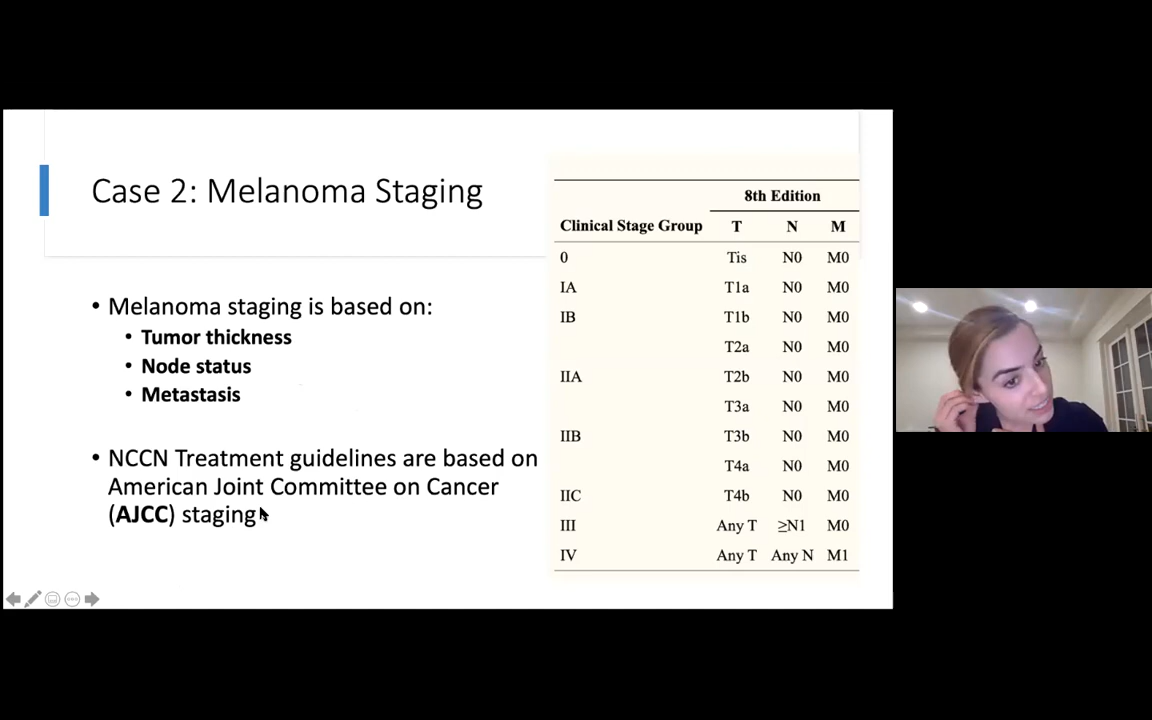 Case 2: Melanoma Staging
• Melanoma staging is based on:
• Tumor thickness
• Node status
• Metastasis
• NCCN Treatment guidelines are based on
American Joint Committee on Cancer
(AJCC) staging
8th Edition
Clinical Stage Group T N M
0 Tis N0 M0
IA T1a N0 M0
IB T1b N0 M0
T2a N0 M0
IIA T2b N0 M0
T3a N0 M0
IIB T3b N0 M0
T4a N0 M0
IIC T4b N0 M0
III Any T ≥N1 M0
IV Any T Any N M1